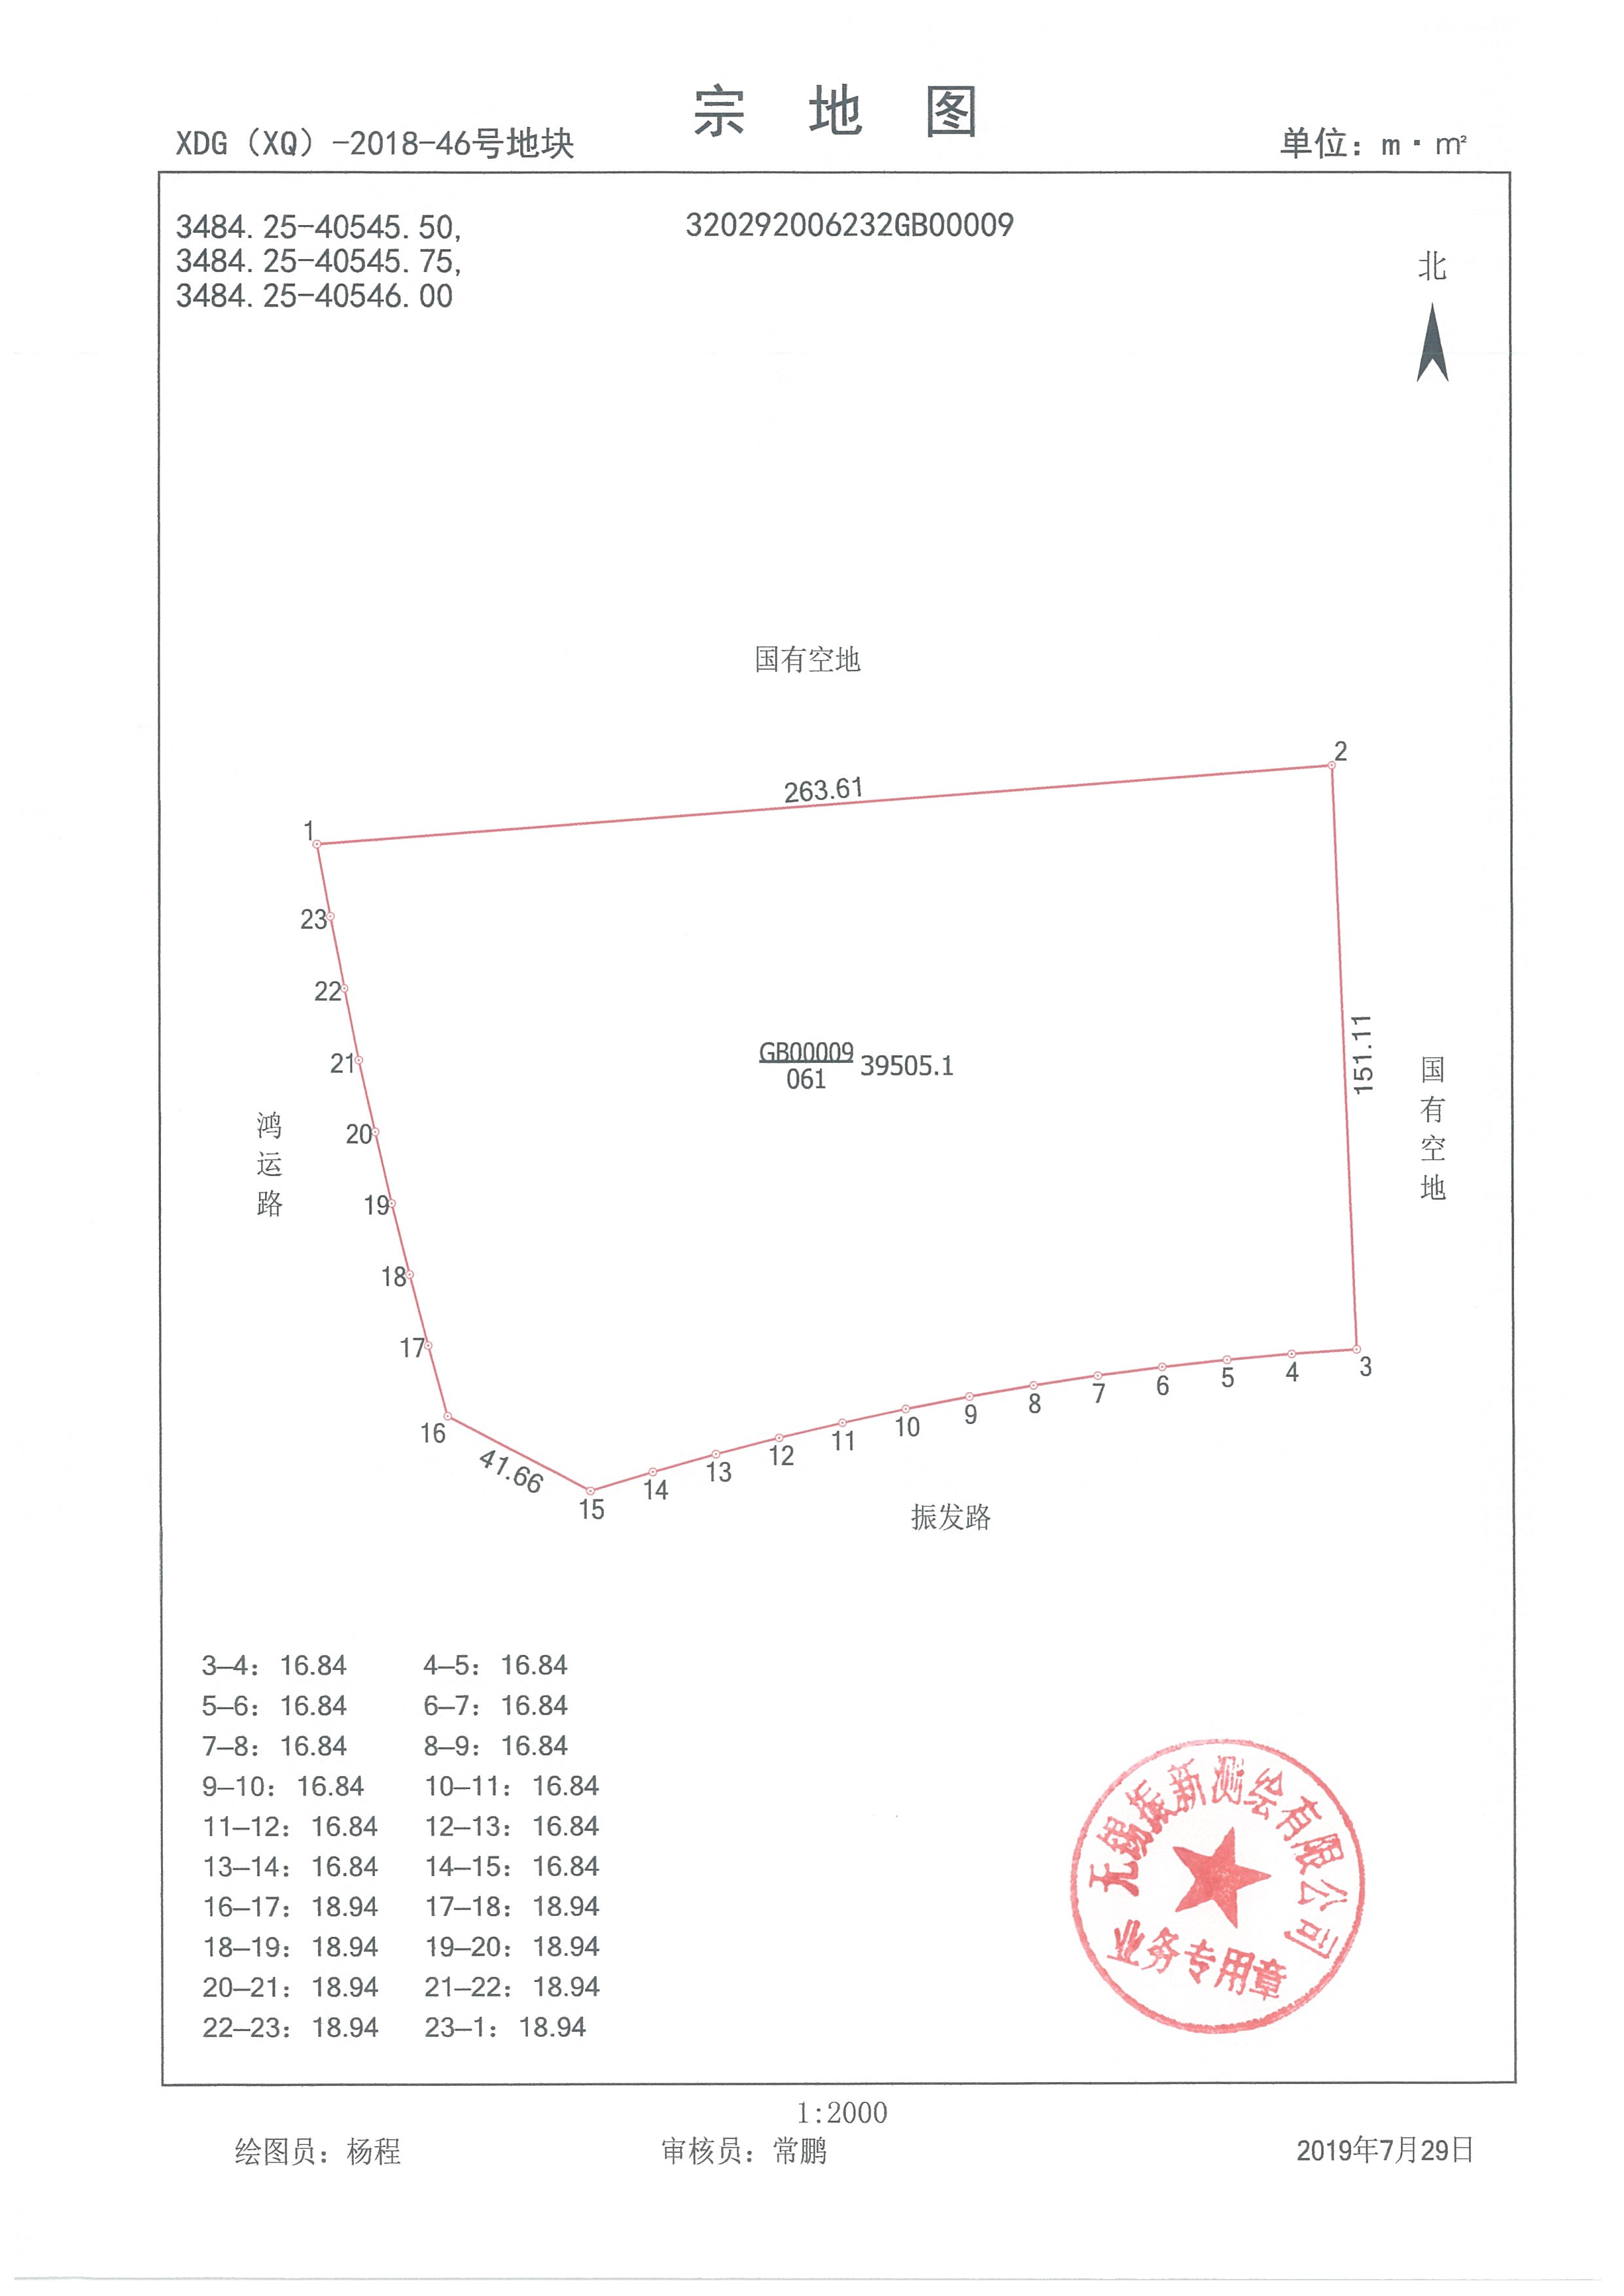 宗地图
XDG（XQ）-2018-46号地块
单位：m·m²
3484.25-40545.50,
3484.25-40545.75,
3484.25-40546.00
320292006232GB00009
北
国有空地
263.61
1
2
23
22
21
20
19
18
17
16
鸿运路
GB00009
061
39505.1
151.11
国有空地
3
4
5
6
7
8
9
10
11
12
13
14
15
41.66
振发路
3—4：16.84 4—5：16.84
5—6：16.84 6—7：16.84
7—8：16.84 8—9：16.84
9—10：16.84 10—11：16.84
11—12：16.84 12—13：16.84
13—14：16.84 14—15：16.84
16—17：18.94 17—18：18.94
18—19：18.94 19—20：18.94
20—21：18.94 21—22：18.94
22—23：18.94 23—1：18.94
无锡振新测绘有限公司
业务专用章
1:2000
绘图员：杨程
审核员：常鹏
2019年7月29日